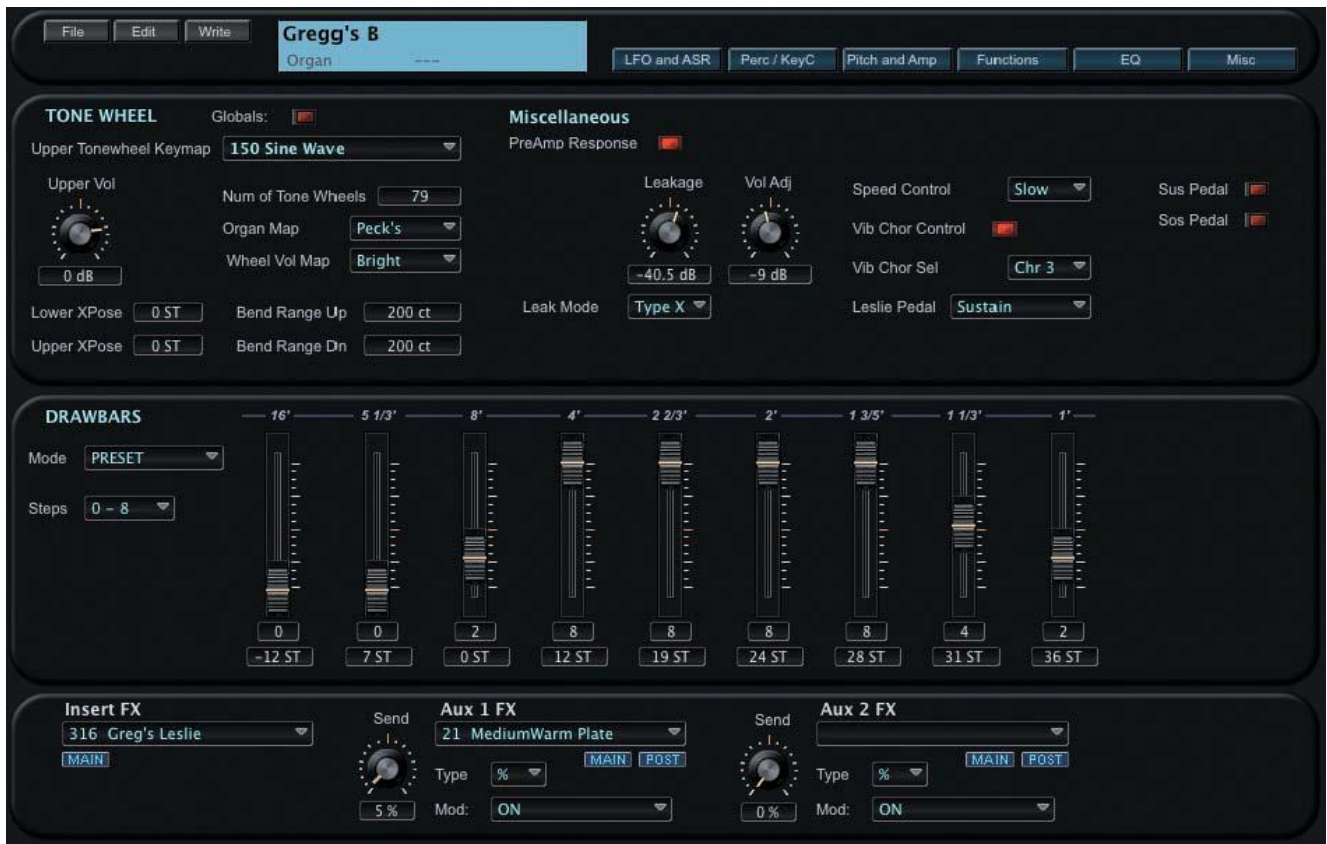 File Edit Write Gregg's B
Organ ---
LFO and ASR Perc / KeyC Pitch and Amp Functions EQ Misc
TONE WHEEL Globals: Miscellaneous
Upper Tonewheel Keymap 150 Sine Wave PreAmp Response
Upper Vol Leakage Vol Adj
Num of Tone Wheels 79 Speed Control Slow Sus Pedal
Organ Map Peck's Vib Chor Control Sos Pedal
Wheel Vol Map Bright Vib Chor Sel Chr 3
0 dB -40.5 dB -9 dB
Lower XPose 0 ST Bend Range Up 200 ct Leak Mode Type X Leslie Pedal Sustain
Upper XPose 0 ST Bend Range Dn 200 ct
DRAWBARS 16' 5 1/3' 8' 4' 2 2/3' 2' 1 3/5' 1 1/3' 1'
Mode PRESET
Steps 0 - 8
0 0 2 8 8 8 8 4 2
-12 ST 7 ST 0 ST 12 ST 19 ST 24 ST 28 ST 31 ST 36 ST
Insert FX Send Aux 1 FX Send Aux 2 FX
316 Greg's Leslie 21 MediumWarm Plate
MAIN MAIN POST MAIN POST
Type % Type %
5 % Mod: ON 0 % Mod: ON